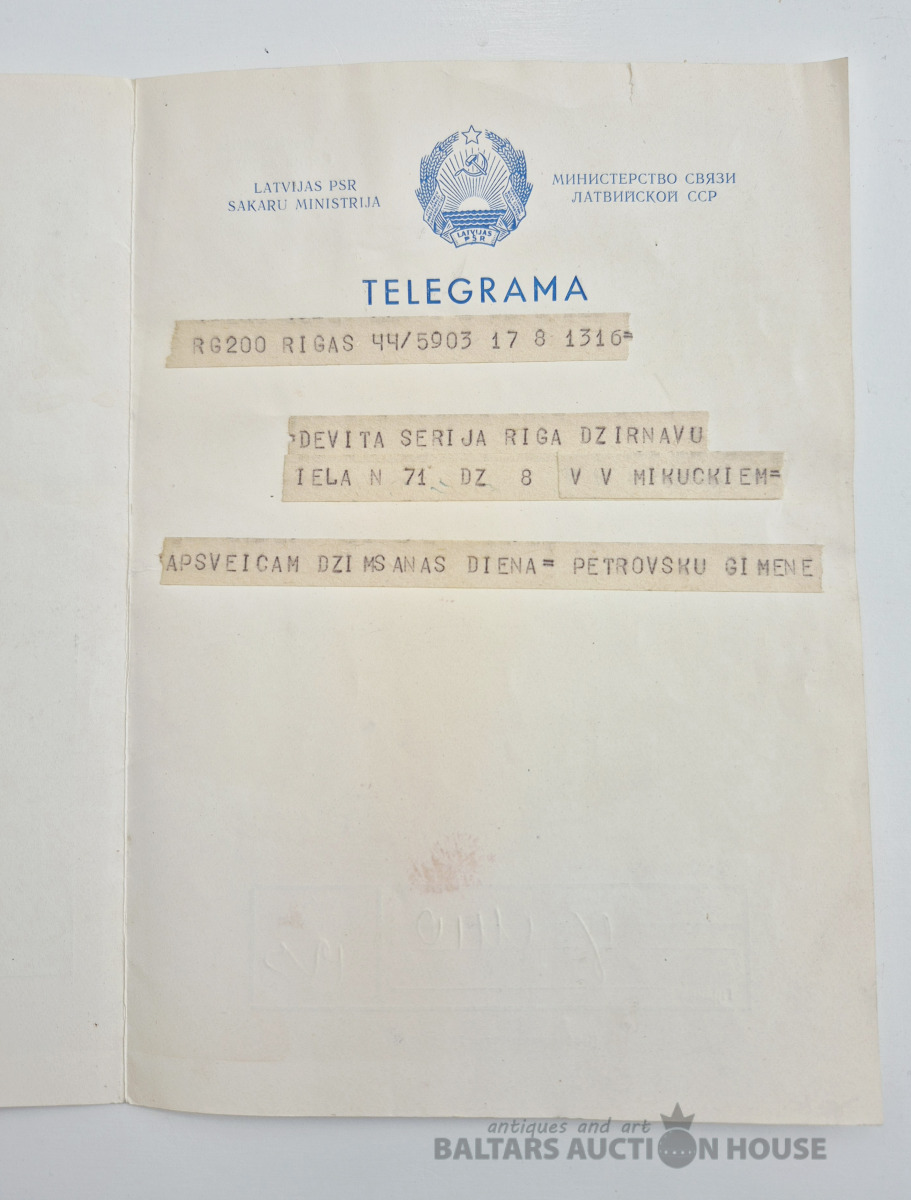 LATVIJAS PSR
SAKARU MINISTRIJA
МИНИСТЕРСТВО СВЯЗИ
ЛАТВИЙСКОЙ ССР
LATVIJAS
PSR
TELEGRAMA
RG200 RIGAS 44/5903 17 8 1316=
DEVITA SERIJA RIGA DZIRNAVU
IELA N 71 DZ 8 V V MIKUCKIEM=
APSVEICAM DZIMSANAS DIENA= PETROVSKU GIMENE
antiques and art
BALTARS AUCTION HOUSE